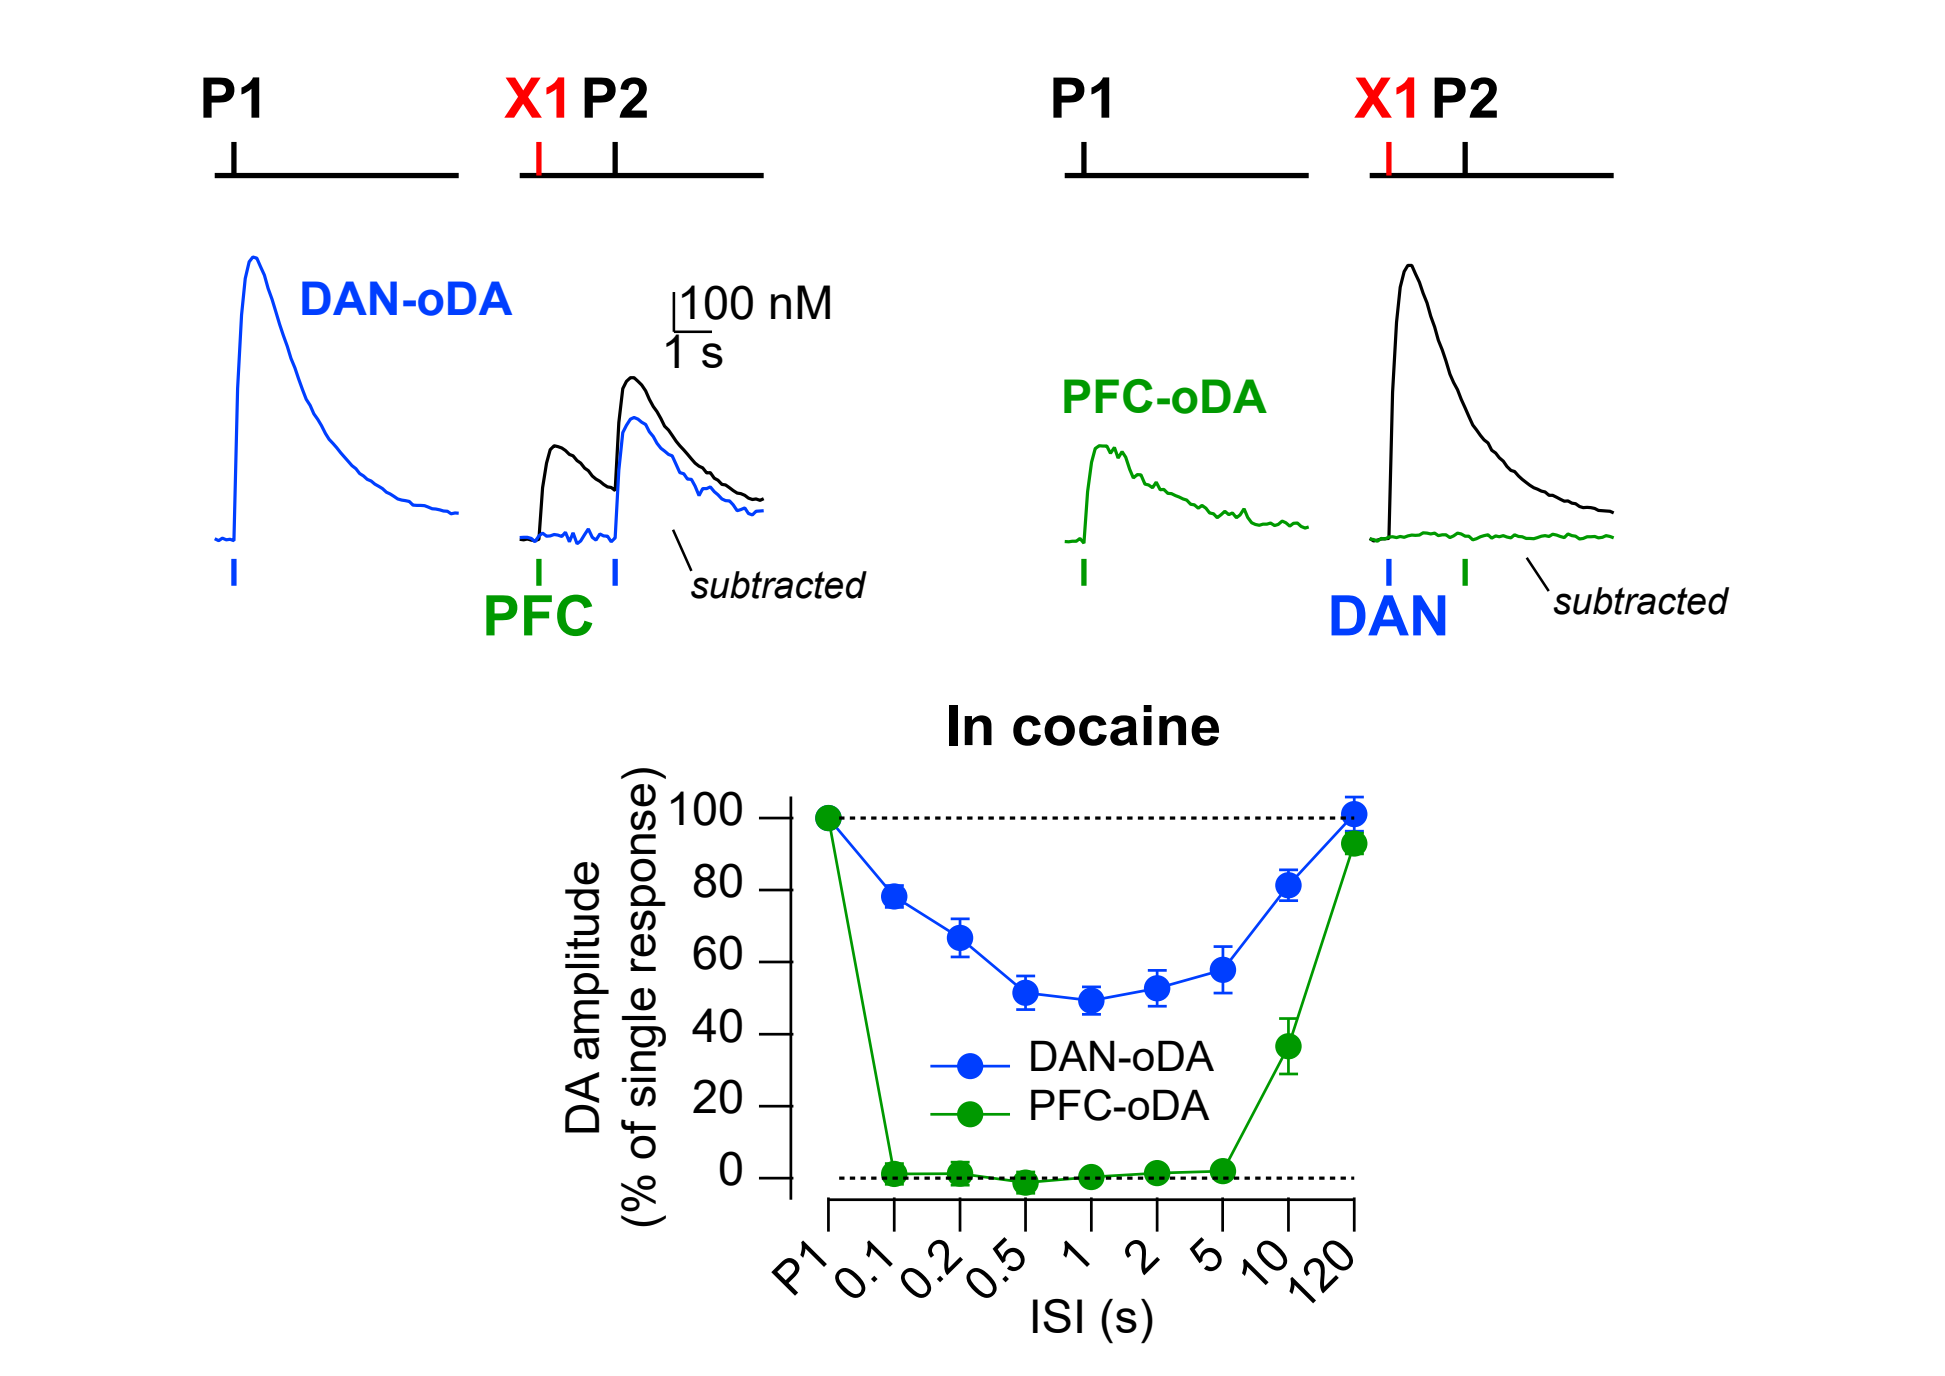 P1
X1 P2
P1
X1 P2
DAN-oDA
100 nM
1 s
PFC-oDA
subtracted
PFC
subtracted
DAN
In cocaine
DA amplitude
(% of single response)
100
80
60
40
20
0
DAN-oDA
PFC-oDA
P1
0.1
0.2
0.5
1
2
5
10
120
ISI (s)